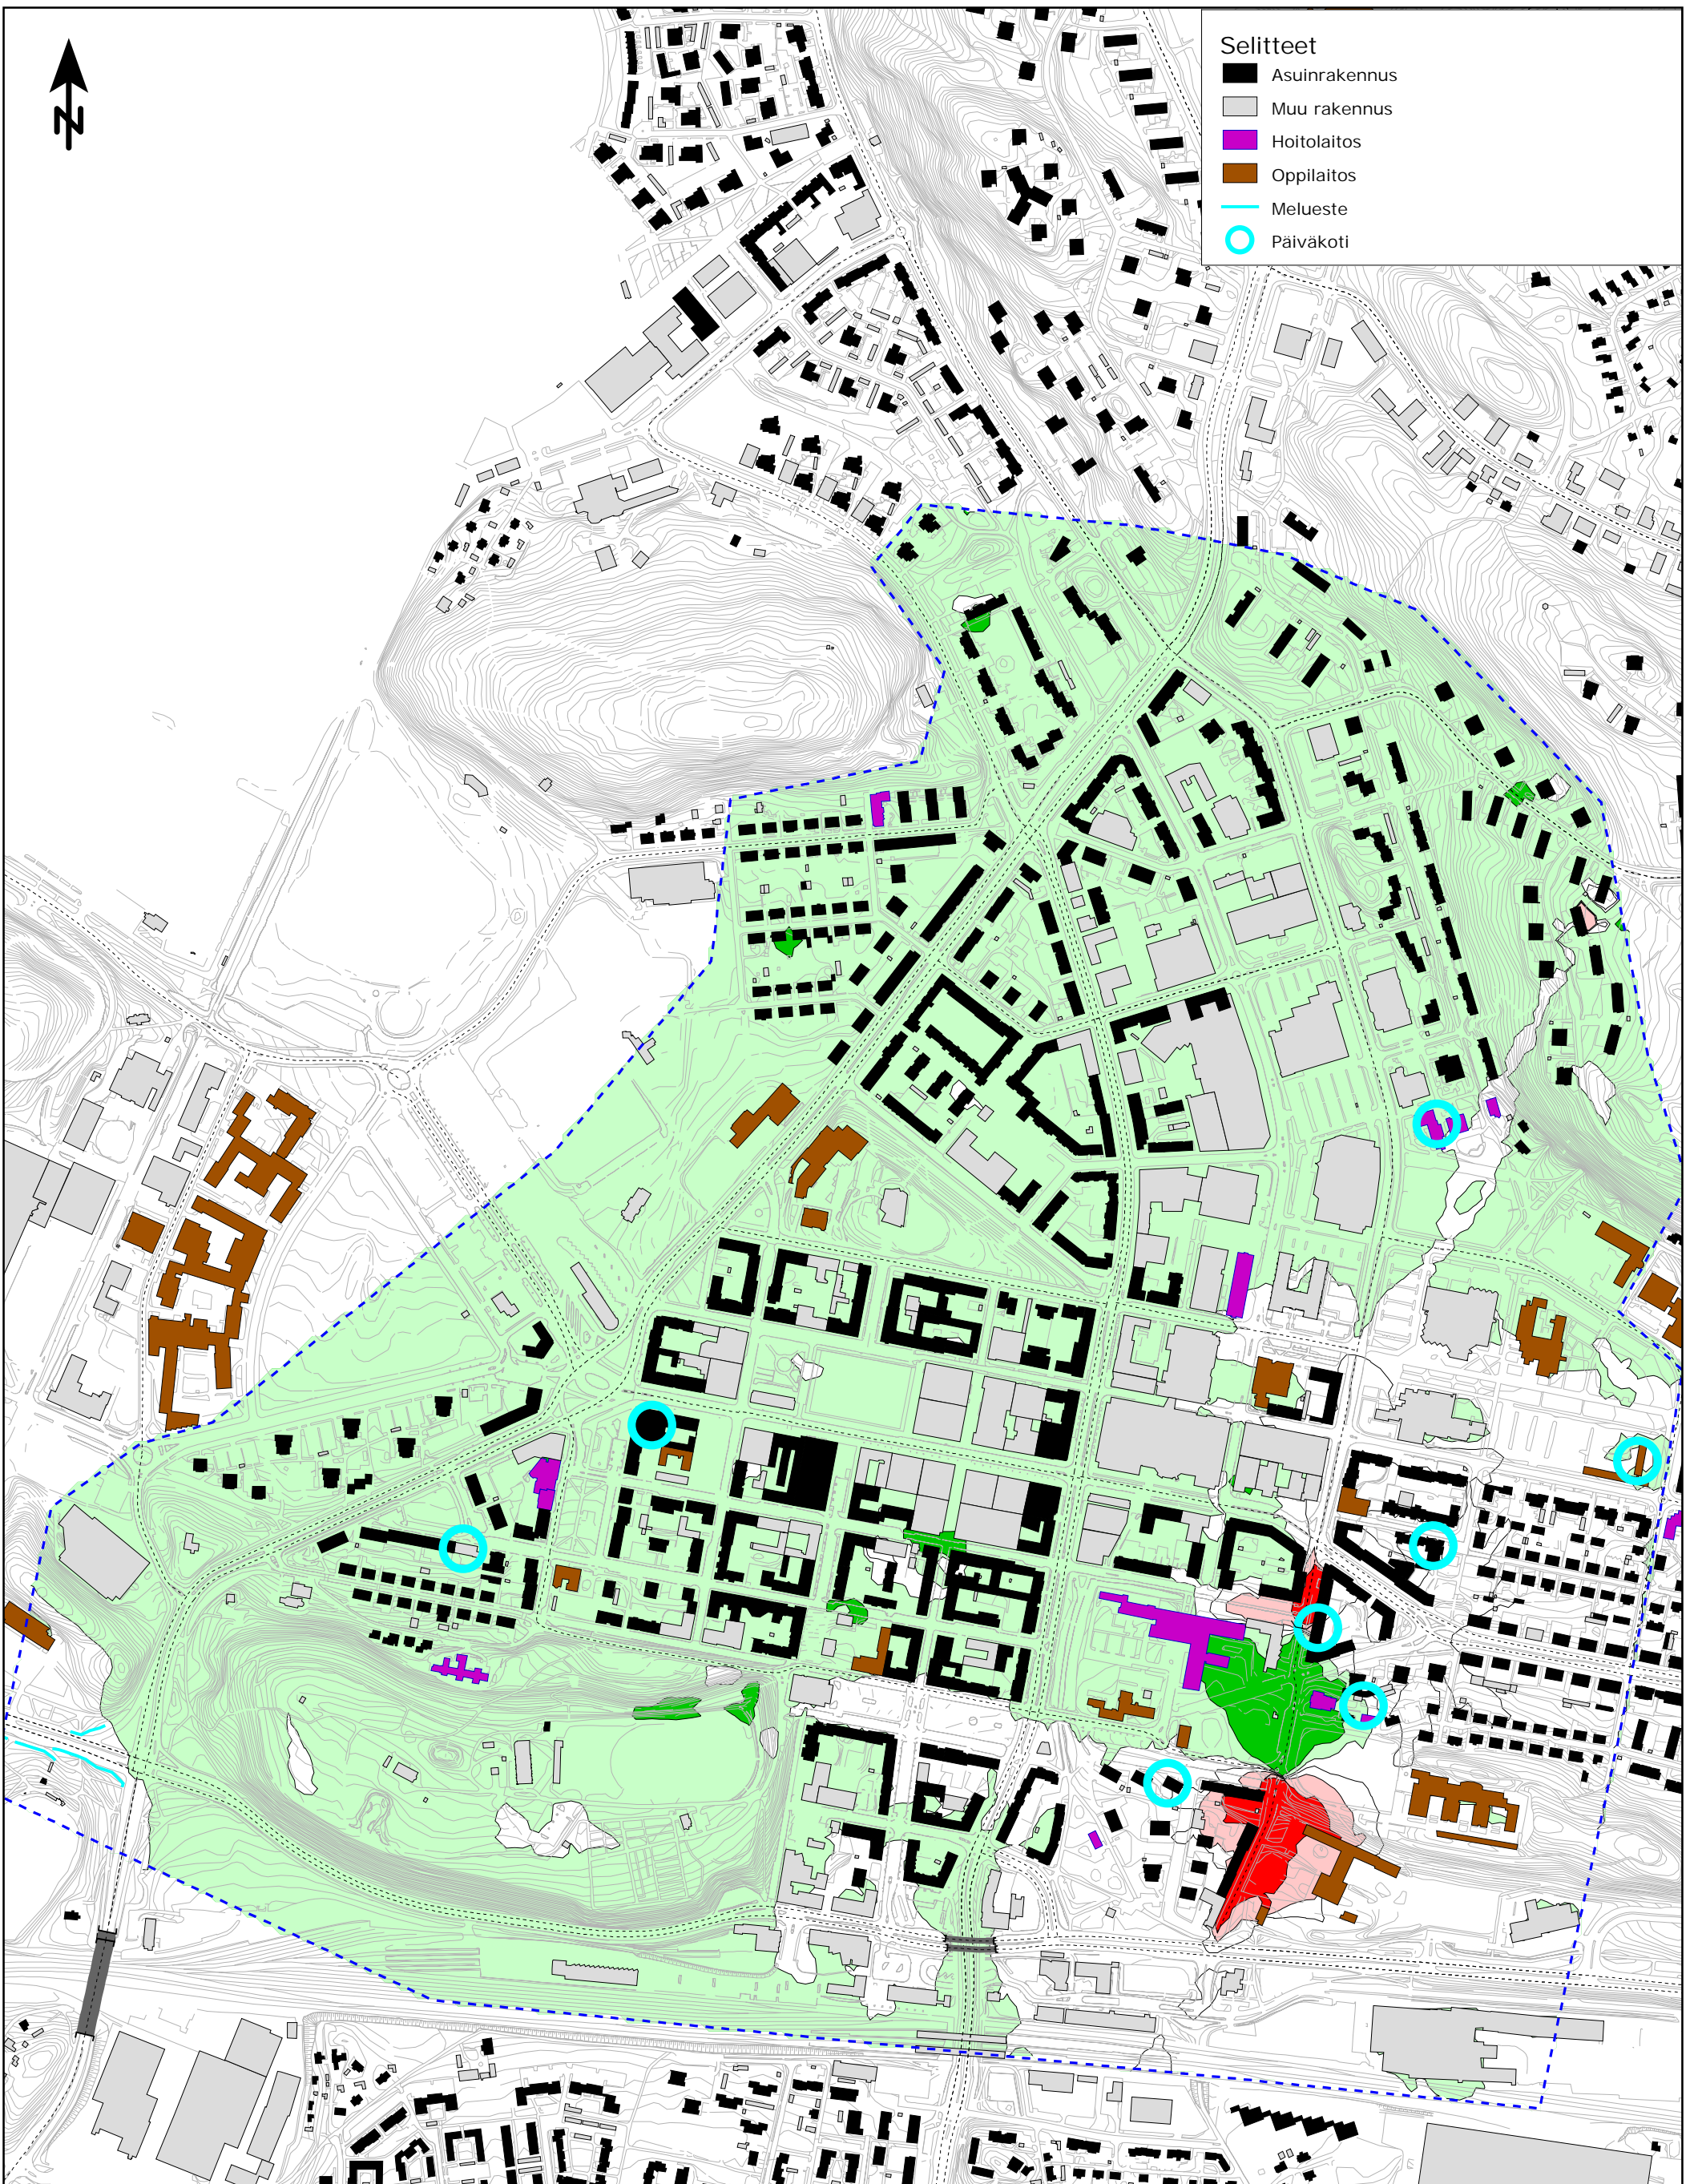 Selitteet
Asuinrakennus
Muu rakennus
Hoitolaitos
Oppilaitos
Melueste
Päiväkoti
N